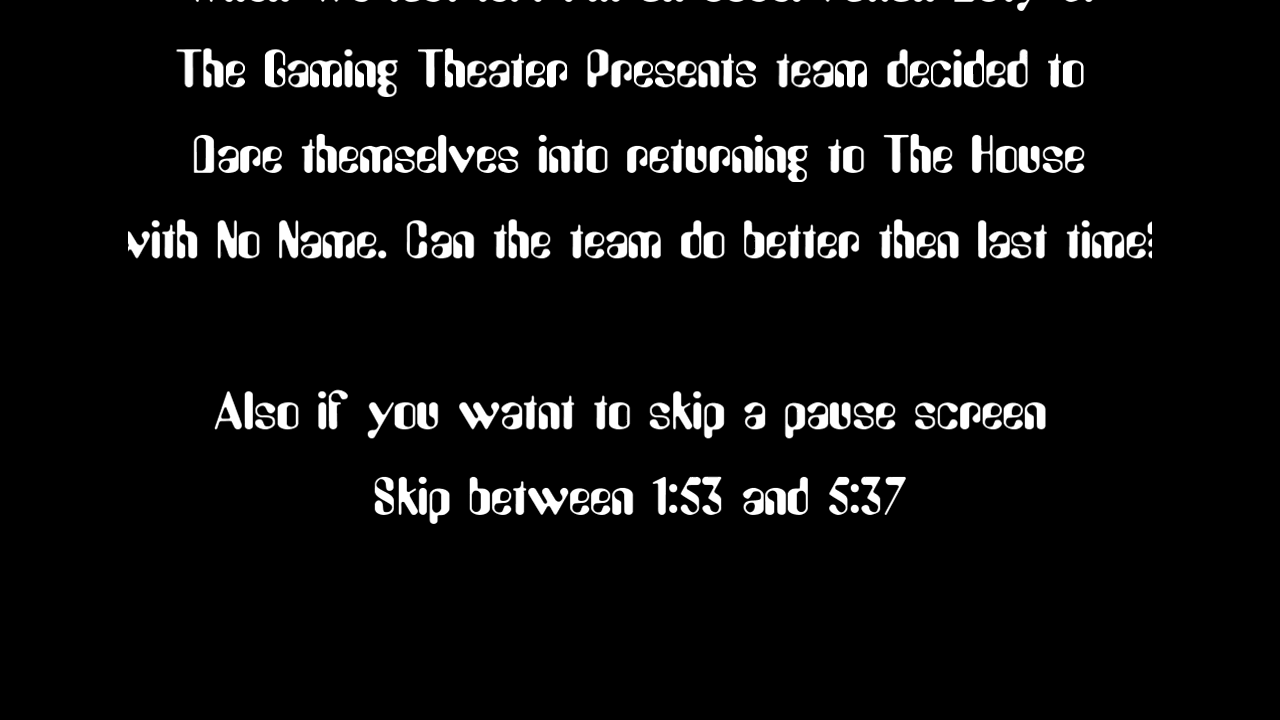 The Gaming Theater Presents team decided to
Dare themselves into returning to The House
with No Name. Can the team do better then last time?
Also if you watnt to skip a pause screen
Skip between 1:53 and 5:37